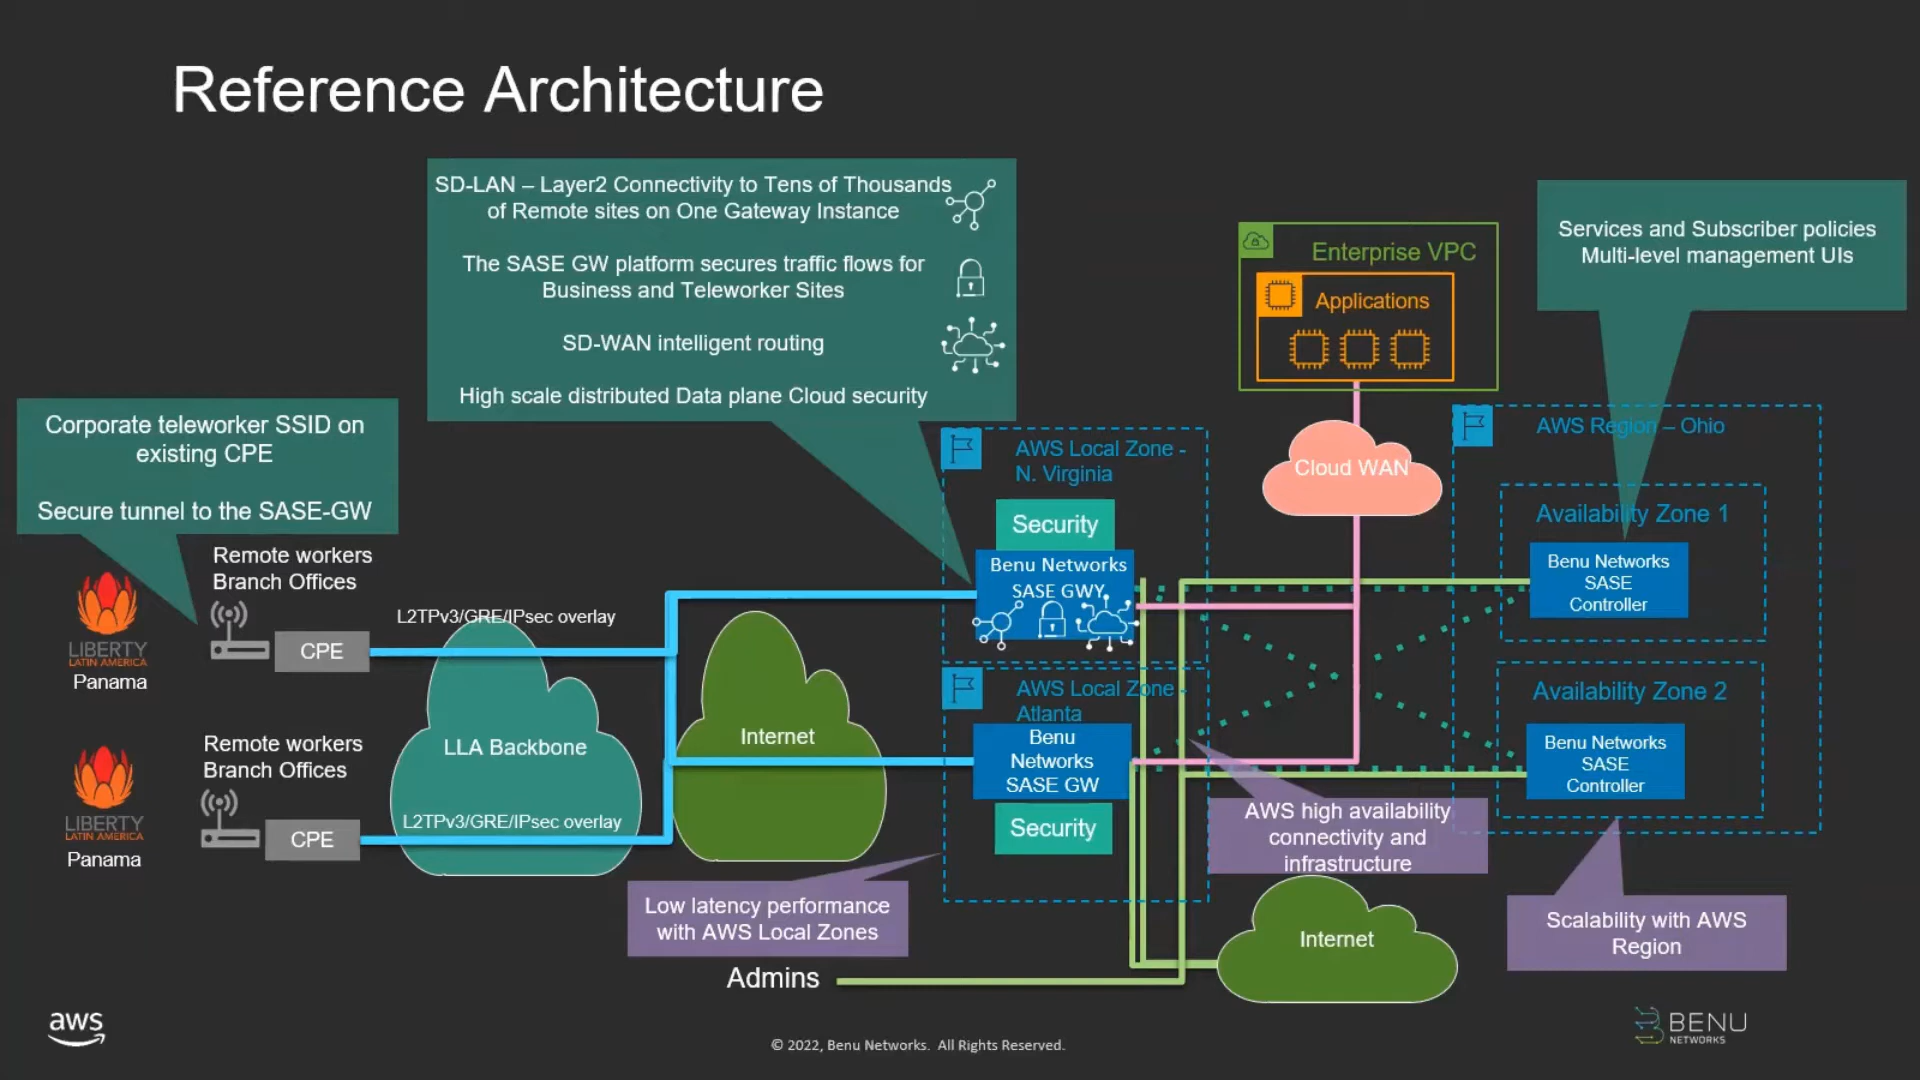 Reference Architecture
SD-LAN – Layer2 Connectivity to Tens of Thousands
of Remote sites on One Gateway Instance
The SASE GW platform secures traffic flows for
Business and Teleworker Sites
SD-WAN intelligent routing
High scale distributed Data plane Cloud security
Services and Subscriber policies
Multi-level management UIs
Enterprise VPC
Applications
Corporate teleworker SSID on
existing CPE
Secure tunnel to the SASE-GW
AWS Local Zone -
N. Virginia
Security
Benu Networks
SASE GWY
Cloud WAN
AWS Region – Ohio
Availability Zone 1
Benu Networks
SASE
Controller
Remote workers
Branch Offices
LIBERTY
LATIN AMERICA
Panama
CPE
L2TPv3/GRE/IPsec overlay
LLA Backbone
Internet
AWS Local Zone -
Atlanta
Benu
Networks
SASE GW
Security
Availability Zone 2
Benu Networks
SASE
Controller
Remote workers
Branch Offices
LIBERTY
LATIN AMERICA
Panama
CPE
L2TPv3/GRE/IPsec overlay
AWS high availability
connectivity and
infrastructure
Low latency performance
with AWS Local Zones
Scalability with AWS
Region
Internet
Admins
aws
© 2022, Benu Networks. All Rights Reserved.
BENU
NETWORKS